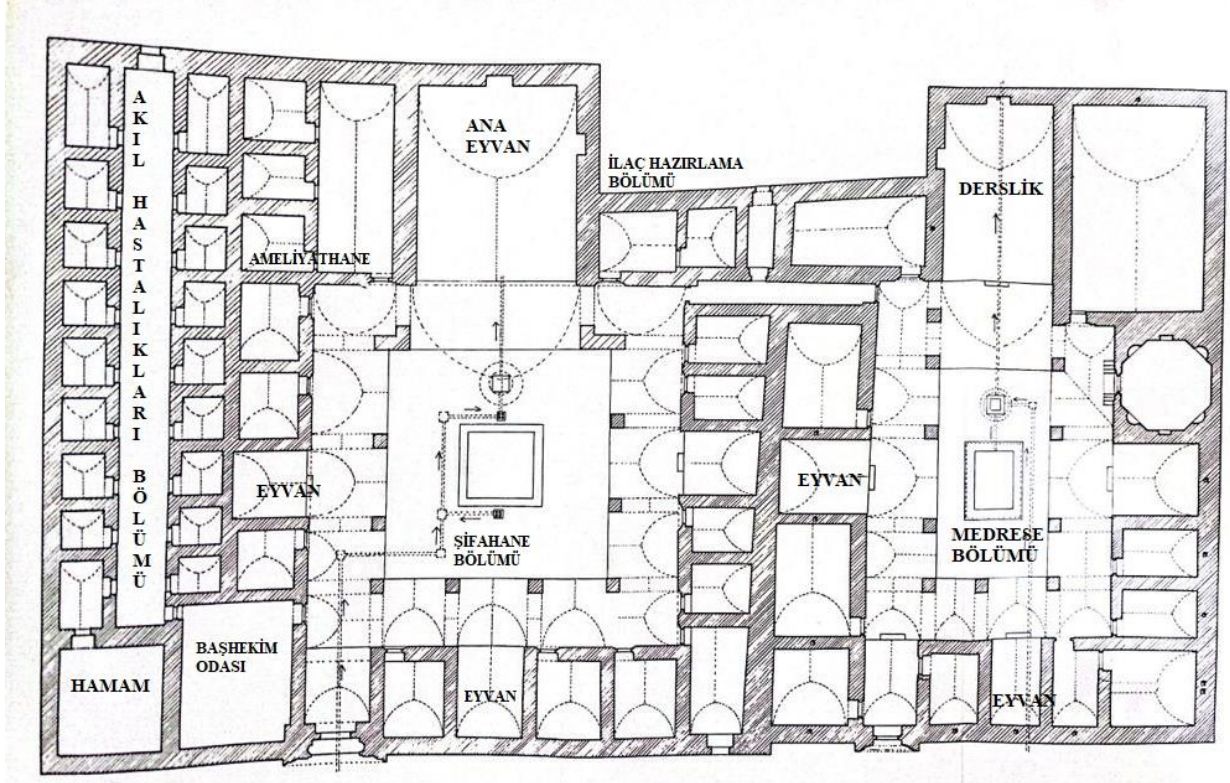 AKIL HASTALIKLARI BÖLÜMÜ
ANA
EYVAN
İLAÇ HAZIRLAMA
BÖLÜMÜ
DERSLİK
AMELİYATHANE
EYVAN
EYVAN
ŞİFAHANE
BÖLÜMÜ
MEDRESE
BÖLÜMÜ
BAŞHEKİM
ODASI
HAMAM
EYVAN
EYVAN